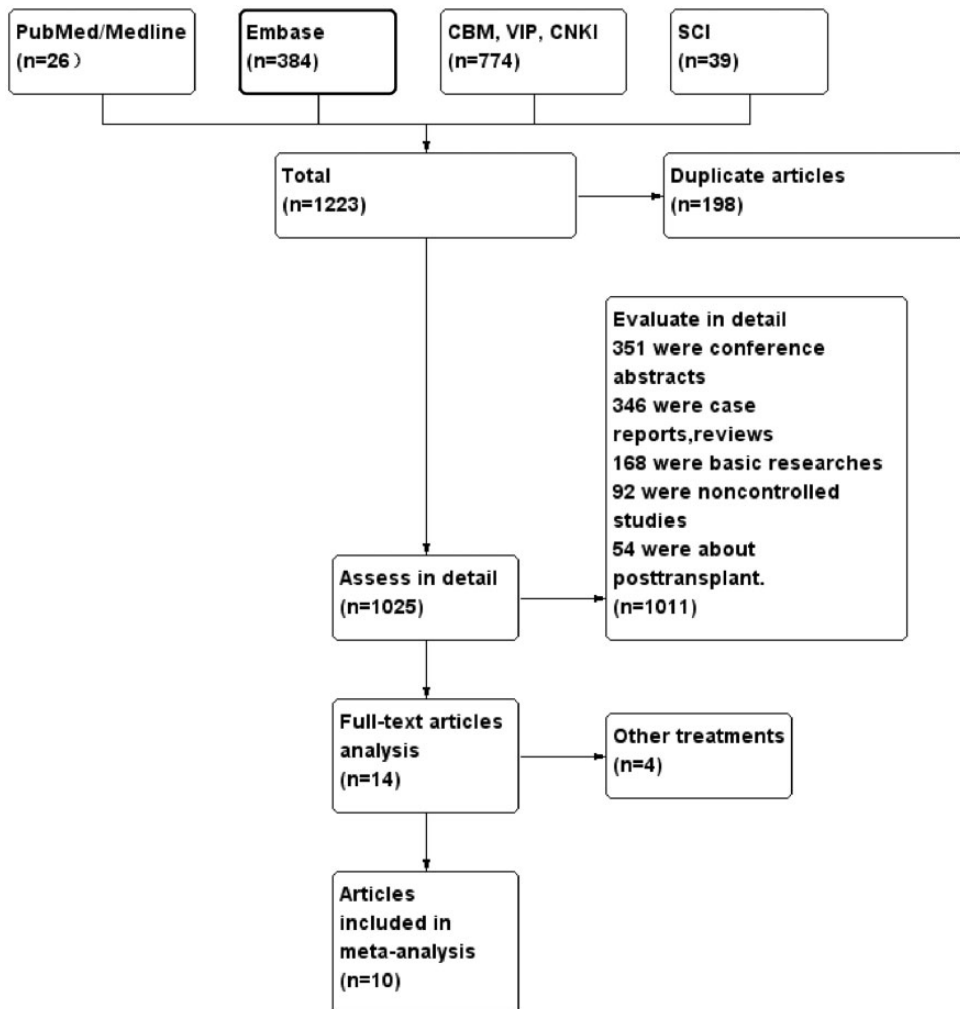 PubMed/Medline
(n=26）
Embase
(n=384)
CBM, VIP, CNKI
(n=774)
SCI
(n=39)
Total
(n=1223)
Duplicate articles
(n=198)
Evaluate in detail
351 were conference
abstracts
346 were case
reports,reviews
168 were basic researches
92 were noncontrolled
studies
54 were about
posttransplant.
(n=1011)
Assess in detail
(n=1025)
Full-text articles
analysis
(n=14)
Other treatments
(n=4)
Articles
included in
meta-analysis
(n=10)